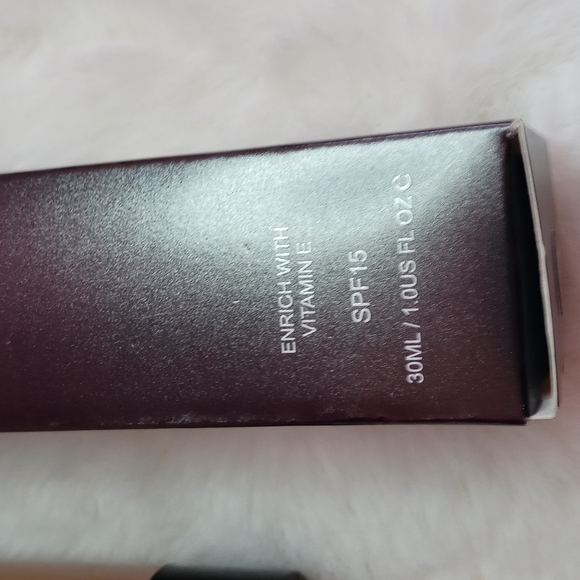 ENRICH WITH
VITAMIN E
SPF15
30ML / 1.0US FL OZ C